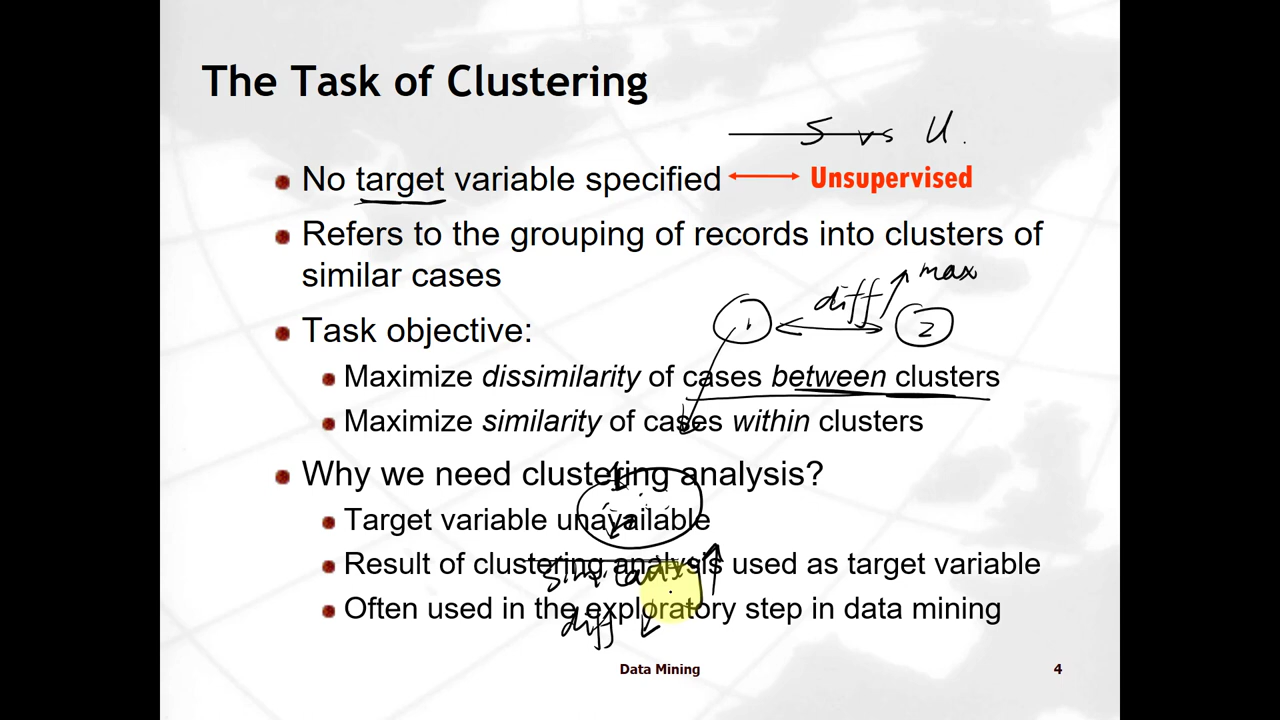 The Task of Clustering
S vs U.
No target variable specified Unsupervised
Refers to the grouping of records into clusters of
similar cases
diff max
1 2
Task objective:
Maximize dissimilarity of cases between clusters
Maximize similarity of cases within clusters
Why we need clustering analysis?
Target variable unavailable
Result of clustering analysis used as target variable
Often used in the exploratory step in data mining
diff
Data Mining 4